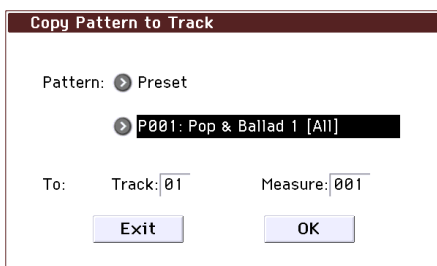 Copy Pattern to Track
Pattern: Preset
P001: Pop & Ballad 1 [All]
To: Track: 01 Measure: 001
Exit OK